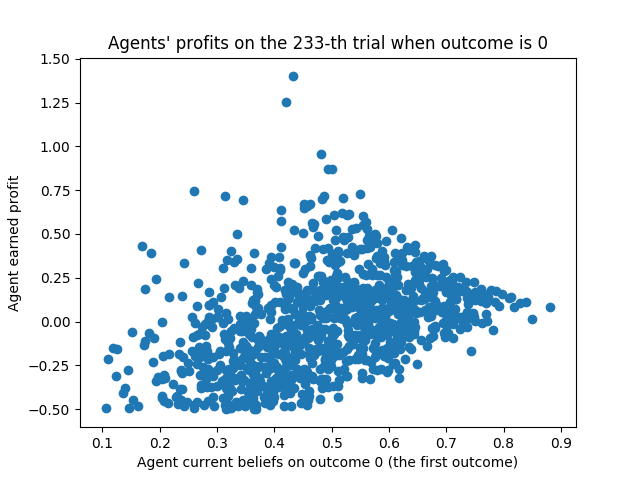 Agents' profits on the 233-th trial when outcome is 0
1.50
1.25
1.00
0.75
0.50
0.25
0.00
−0.25
−0.50
Agent earned profit
0.1 0.2 0.3 0.4 0.5 0.6 0.7 0.8 0.9
Agent current beliefs on outcome 0 (the first outcome)